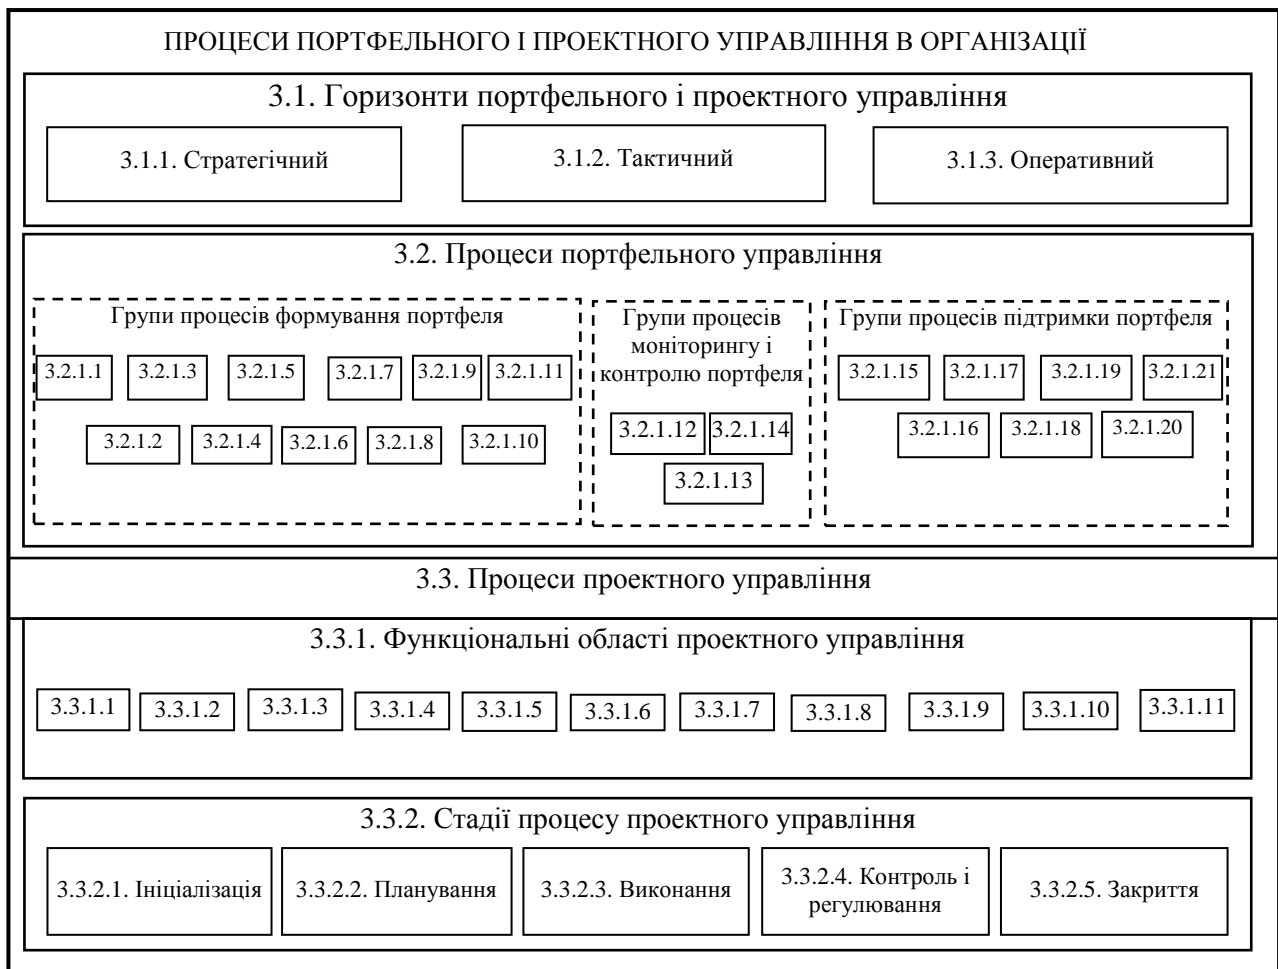 ПРОЦЕСИ ПОРТФЕЛЬНОГО І ПРОЕКТНОГО УПРАВЛІННЯ В ОРГАНІЗАЦІЇ
3.1. Горизонти портфельного і проектного управління
3.1.1. Стратегічний
3.1.2. Тактичний
3.1.3. Оперативний
3.2. Процеси портфельного управління
Групи процесів формування портфеля
3.2.1.1
3.2.1.3
3.2.1.5
3.2.1.7
3.2.1.9
3.2.1.11
3.2.1.2
3.2.1.4
3.2.1.6
3.2.1.8
3.2.1.10
Групи процесів
моніторингу і
контролю портфеля
3.2.1.12
3.2.1.14
3.2.1.13
Групи процесів підтримки портфеля
3.2.1.15
3.2.1.17
3.2.1.19
3.2.1.21
3.2.1.16
3.2.1.18
3.2.1.20
3.3. Процеси проектного управління
3.3.1. Функціональні області проектного управління
3.3.1.1
3.3.1.2
3.3.1.3
3.3.1.4
3.3.1.5
3.3.1.6
3.3.1.7
3.3.1.8
3.3.1.9
3.3.1.10
3.3.1.11
3.3.2. Стадії процесу проектного управління
3.3.2.1. Ініціалізація
3.3.2.2. Планування
3.3.2.3. Виконання
3.3.2.4. Контроль і
регулювання
3.3.2.5. Закриття